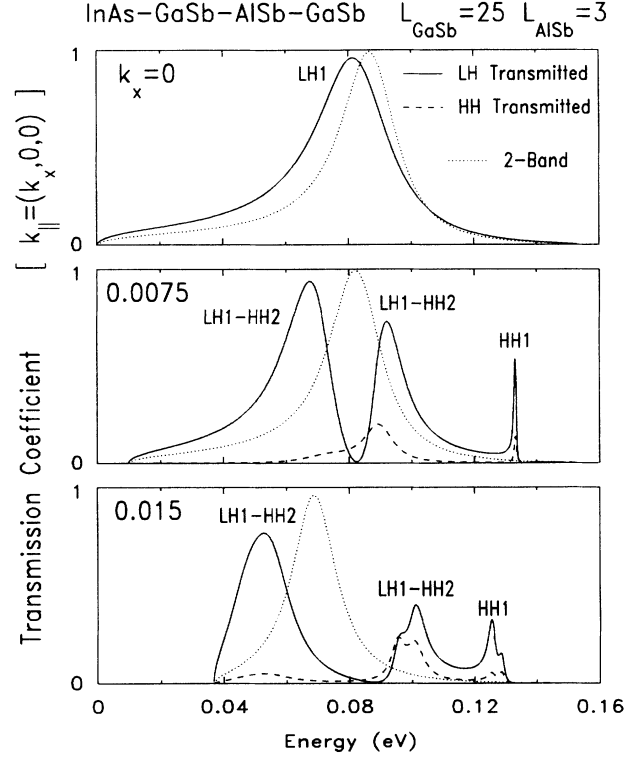 InAs-GaSb-AlSb-GaSb L_GaSb=25 L_AlSb=3
Transmission Coefficient [ k_||=(k_x,0,0) ]
1
k_x=0
LH1
LH Transmitted
HH Transmitted
2-Band
0
1
0.0075
LH1-HH2
LH1-HH2
HH1
0
1
0.015
LH1-HH2
LH1-HH2
HH1
0
0 0.04 0.08 0.12 0.16
Energy (eV)